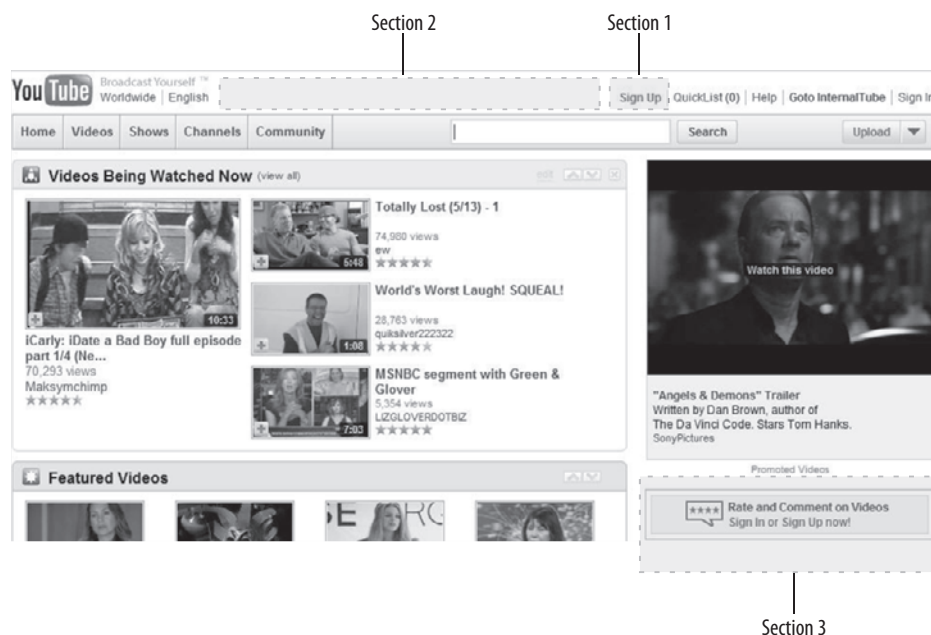 Section 2
Section 1
YouTube
Broadcast Yourself ™
Worldwide | English
Sign Up
QuickList (0) | Help | Goto InternalTube | Sign In
Home
Videos
Shows
Channels
Community
Search
Upload
Videos Being Watched Now (view all)
edit
10:33
iCarly: iDate a Bad Boy full episode
part 1/4 (Ne...
70,293 views
Maksymchimp
5:48
Totally Lost (5/13) - 1
74,980 views
ew
1:08
World's Worst Laugh! SQUEAL!
28,763 views
quiksilver222322
7:03
MSNBC segment with Green &
Glover
5,354 views
LIZGLOVERDOTBIZ
Watch this video
"Angels & Demons" Trailer
Written by Dan Brown, author of
The Da Vinci Code. Stars Tom Hanks.
SonyPictures
Promoted Videos
Featured Videos
Rate and Comment on Videos
Sign In or Sign Up now!
Section 3